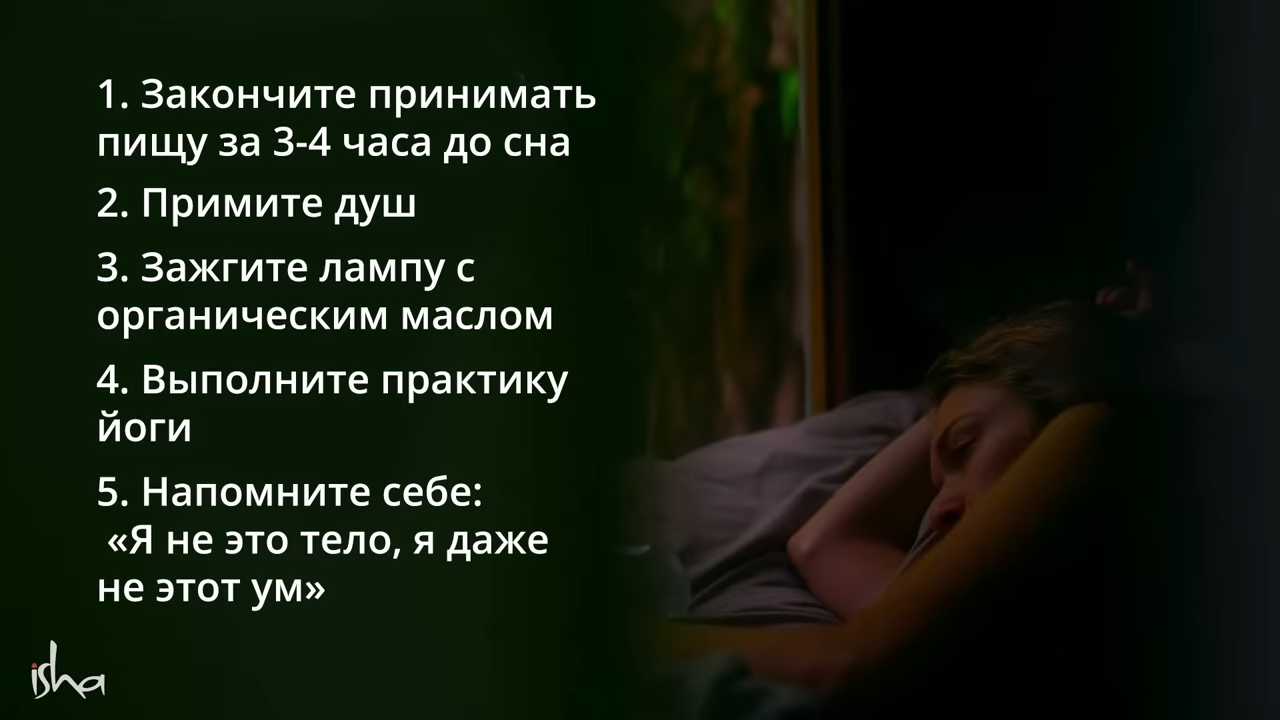 1. Закончите принимать
пищу за 3-4 часа до сна
2. Примите душ
3. Зажгите лампу с
органическим маслом
4. Выполните практику
йоги
5. Напомните себе:
«Я не это тело, я даже
не этот ум»
isha